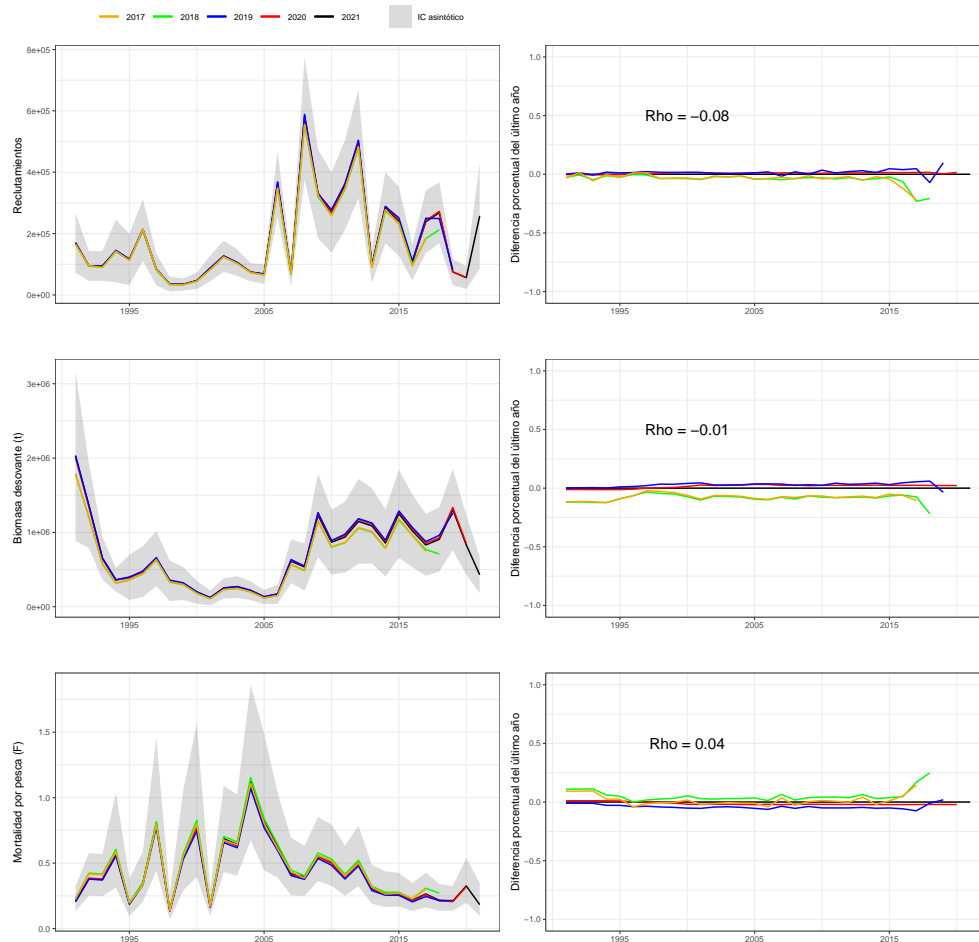 2017 2018 2019 2020 2021 IC asintótico
Reclutamientos
8e+05
6e+05
4e+05
2e+05
0e+00
1995 2005 2015
Diferencia porcentual del último año
1.0
0.5
0.0
−0.5
−1.0
Rho = −0.08
1995 2005 2015
Biomasa desovante (t)
3e+06
2e+06
1e+06
0e+00
1995 2005 2015
Diferencia porcentual del último año
1.0
0.5
0.0
−0.5
−1.0
Rho = −0.01
1995 2005 2015
Mortalidad por pesca (F)
1.5
1.0
0.5
0.0
1995 2005 2015
Diferencia porcentual del último año
1.0
0.5
0.0
−0.5
−1.0
Rho = 0.04
1995 2005 2015